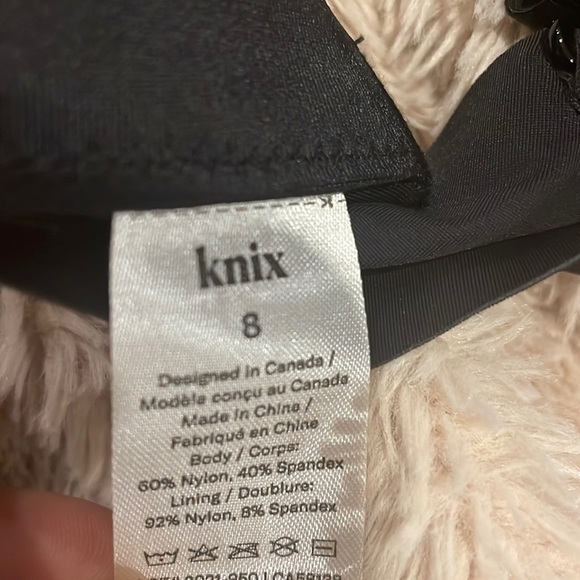 knix
8
Designed in Canada /
Modèle conçu au Canada
Made in China /
Fabriqué en Chine
Body / Corps:
60% Nylon, 40% Spandex
Lining / Doublure:
92% Nylon, 8% Spandex